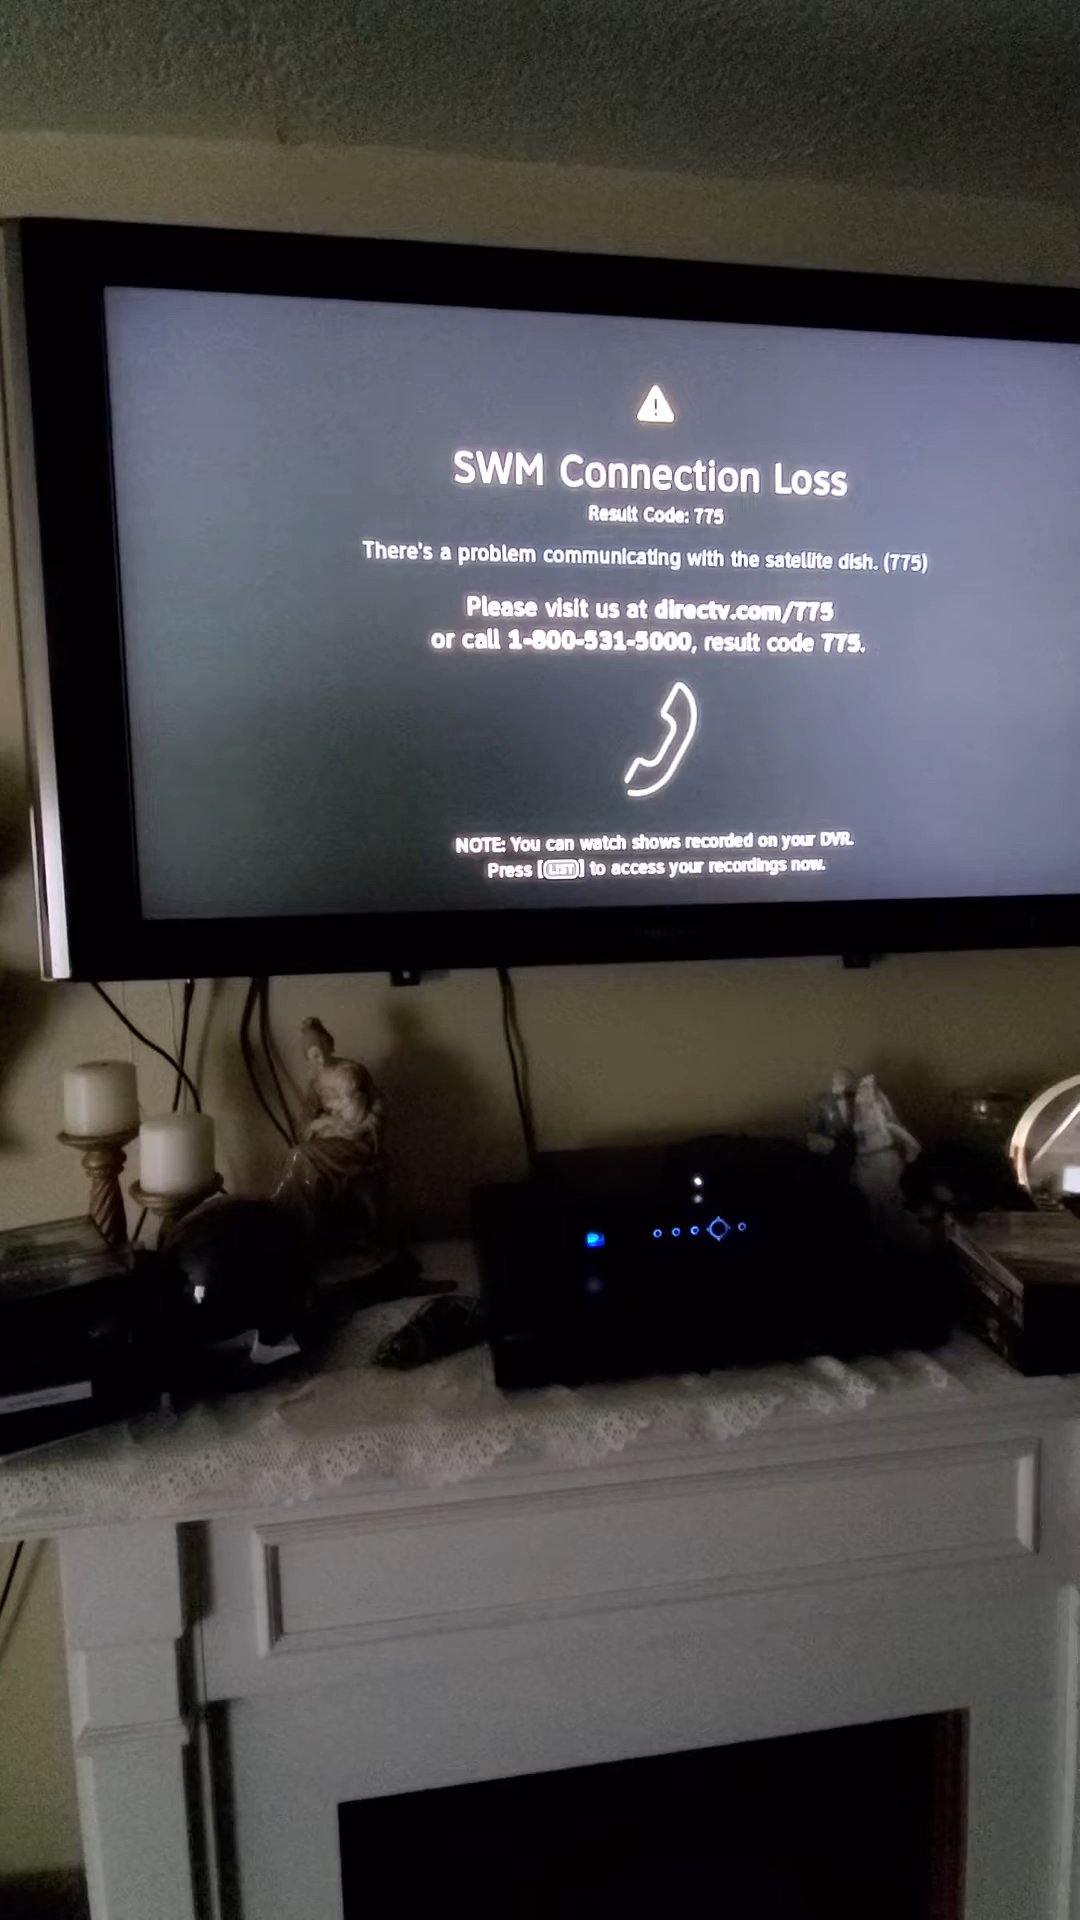 SWM Connection Loss
Result Code: 775
There's a problem communicating with the satellite dish. (775)
Please visit us at directv.com/775
or call 1-800-531-5000, result code 775.
NOTE: You can watch shows recorded on your DVR.
Press [(LIST)] to access your recordings now.